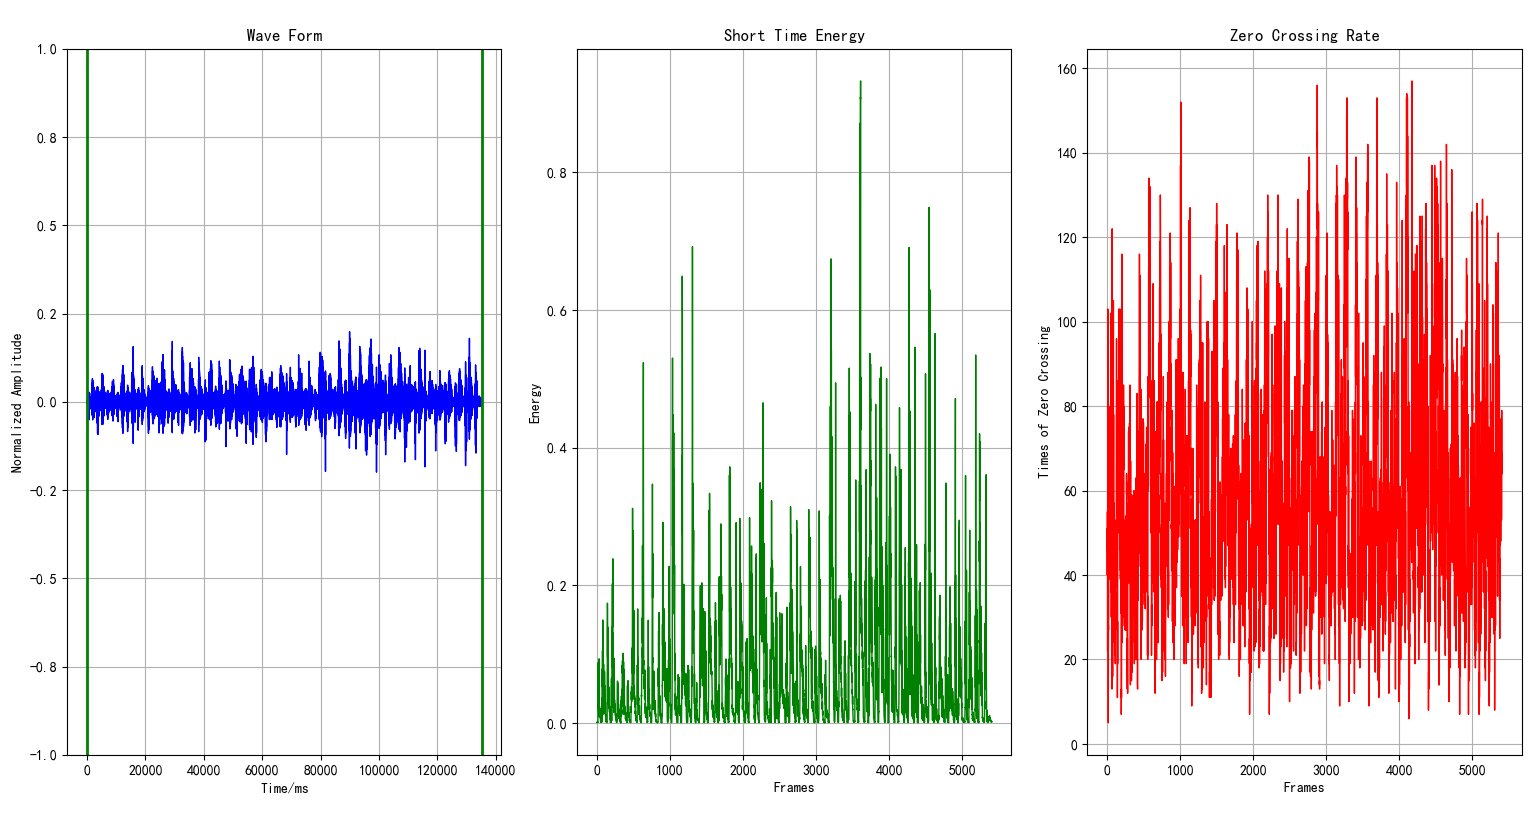 Wave Form
1.0
0.8
0.5
0.2
0.0
−0.2
−0.5
−0.8
−1.0
Normalized Amplitude
0 20000 40000 60000 80000 100000 120000 140000
Time/ms
Short Time Energy
0.8
0.6
0.4
0.2
0.0
Energy
0 1000 2000 3000 4000 5000
Frames
Zero Crossing Rate
160
140
120
100
80
60
40
20
0
Times of Zero Crossing
0 1000 2000 3000 4000 5000
Frames